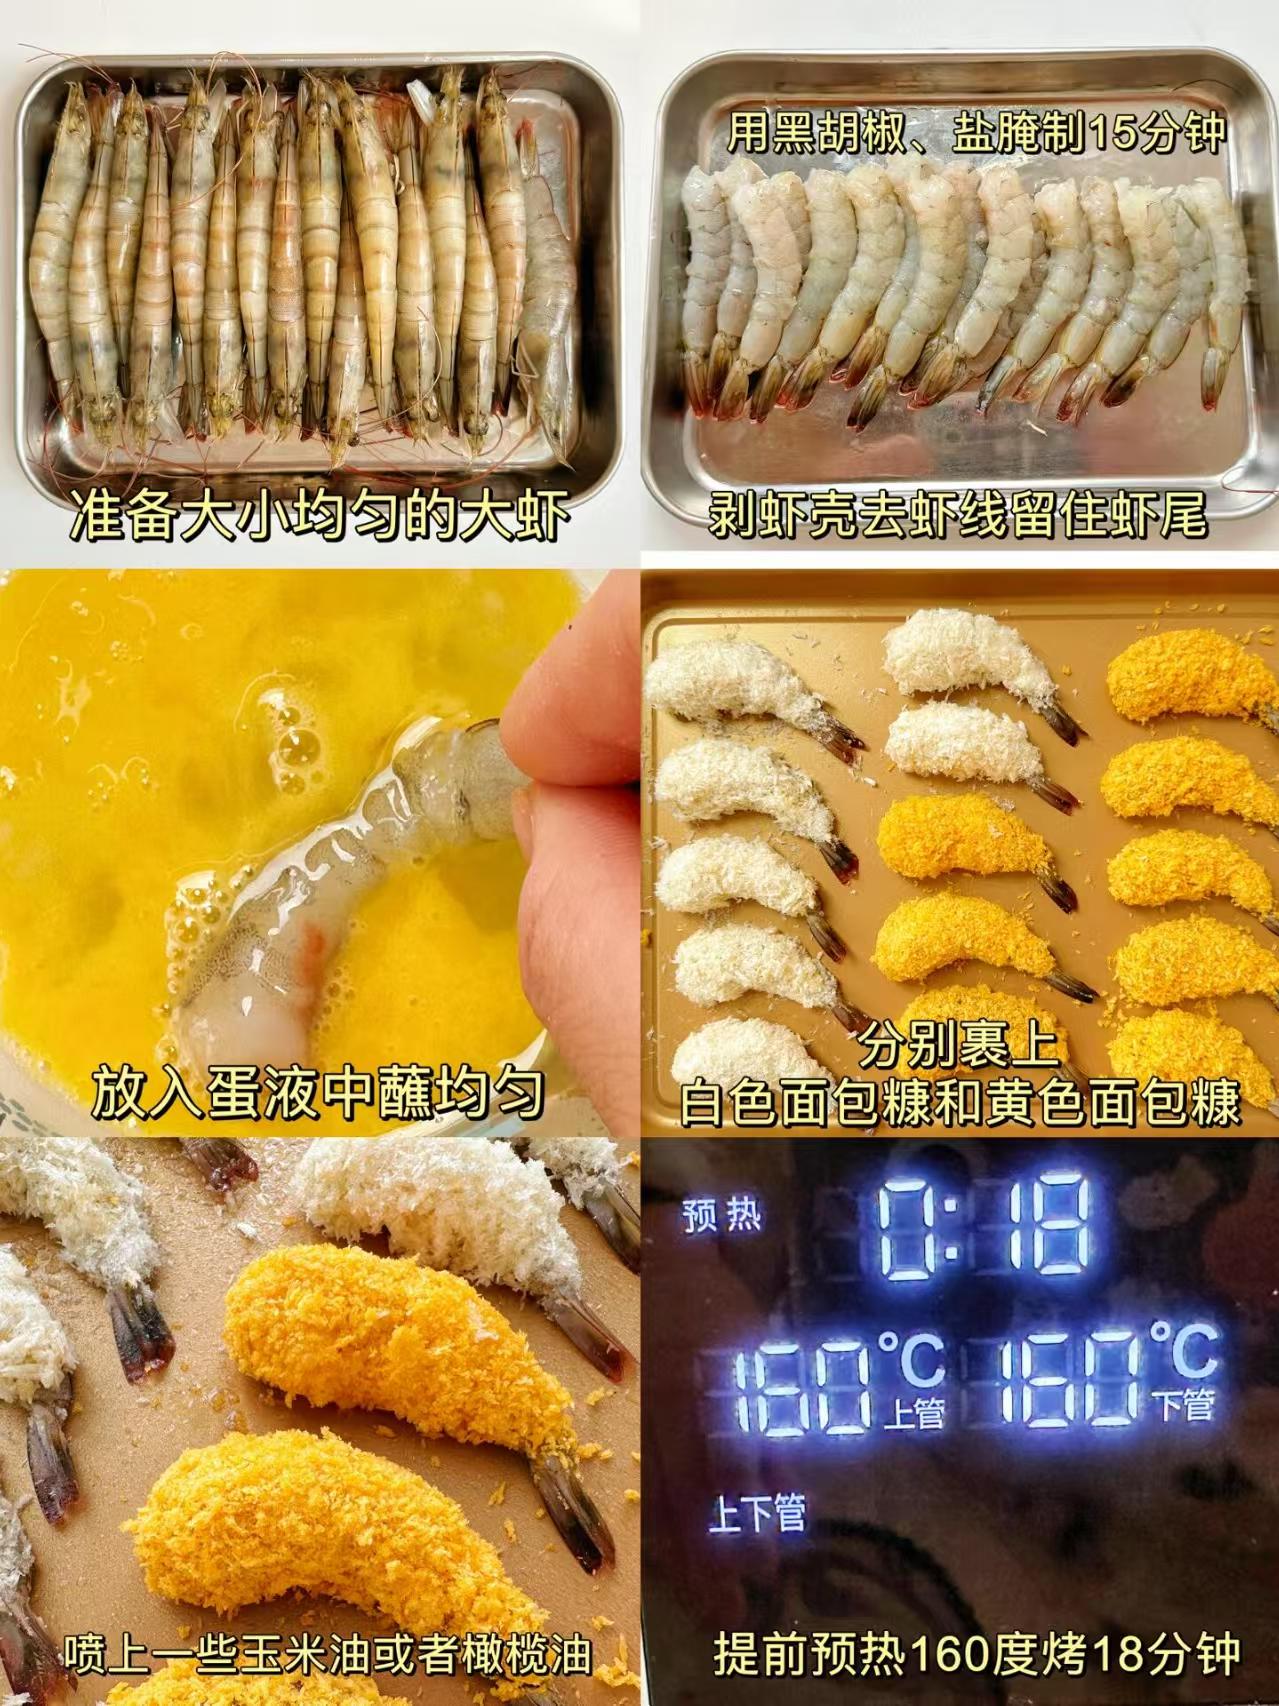 准备大小均匀的大虾
用黑胡椒、盐腌制15分钟
剥虾壳去虾线留住虾尾
放入蛋液中蘸均匀
分别裹上
白色面包糠和黄色面包糠
喷上一些玉米油或者橄榄油
预热 0:18
160°C上管 160°C下管
上下管
提前预热160度烤18分钟